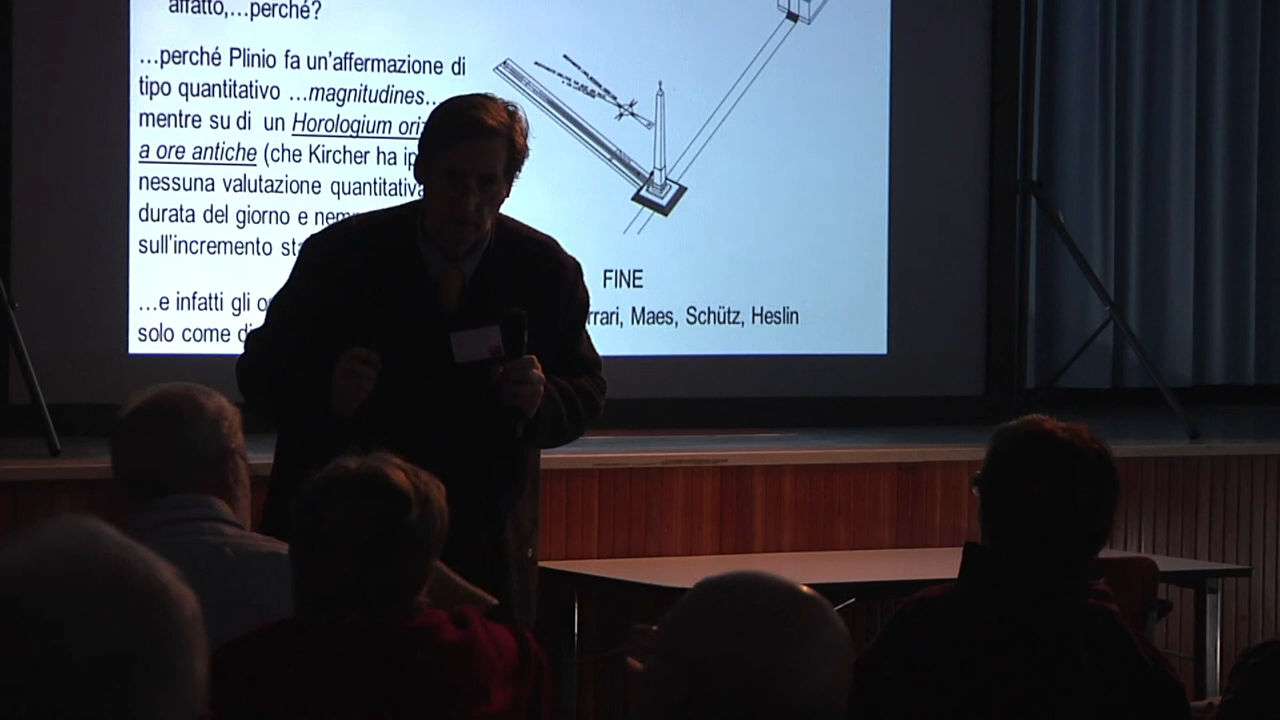 affatto,...perché?
...perché Plinio fa un'affermazione di
tipo quantitativo ...magnitudines...
mentre su di un Horologium
a ore antiche (che Kircher ha
nessuna valutazione quantitativa
durata del giorno e
sull'incremento
...e infatti gli
solo come
FINE
Maes, Schütz, Heslin